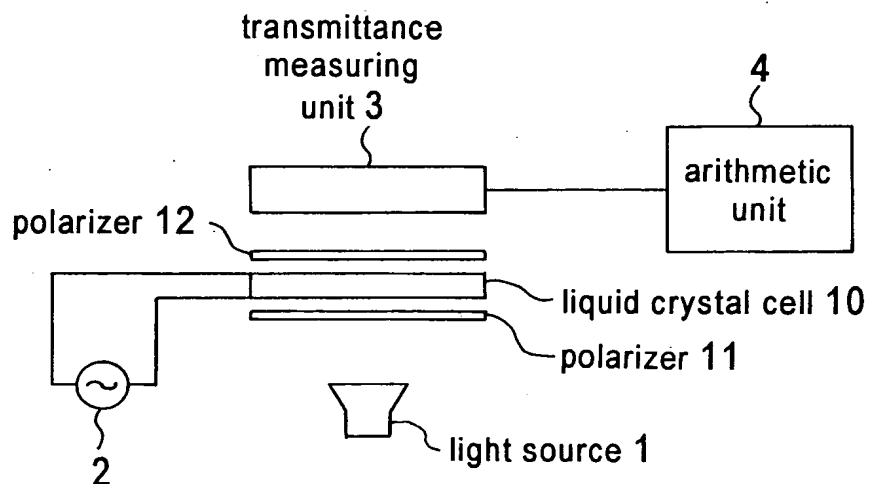 transmittance
measuring
unit 3
4
arithmetic
unit
polarizer 12
liquid crystal cell 10
polarizer 11
2
light source 1